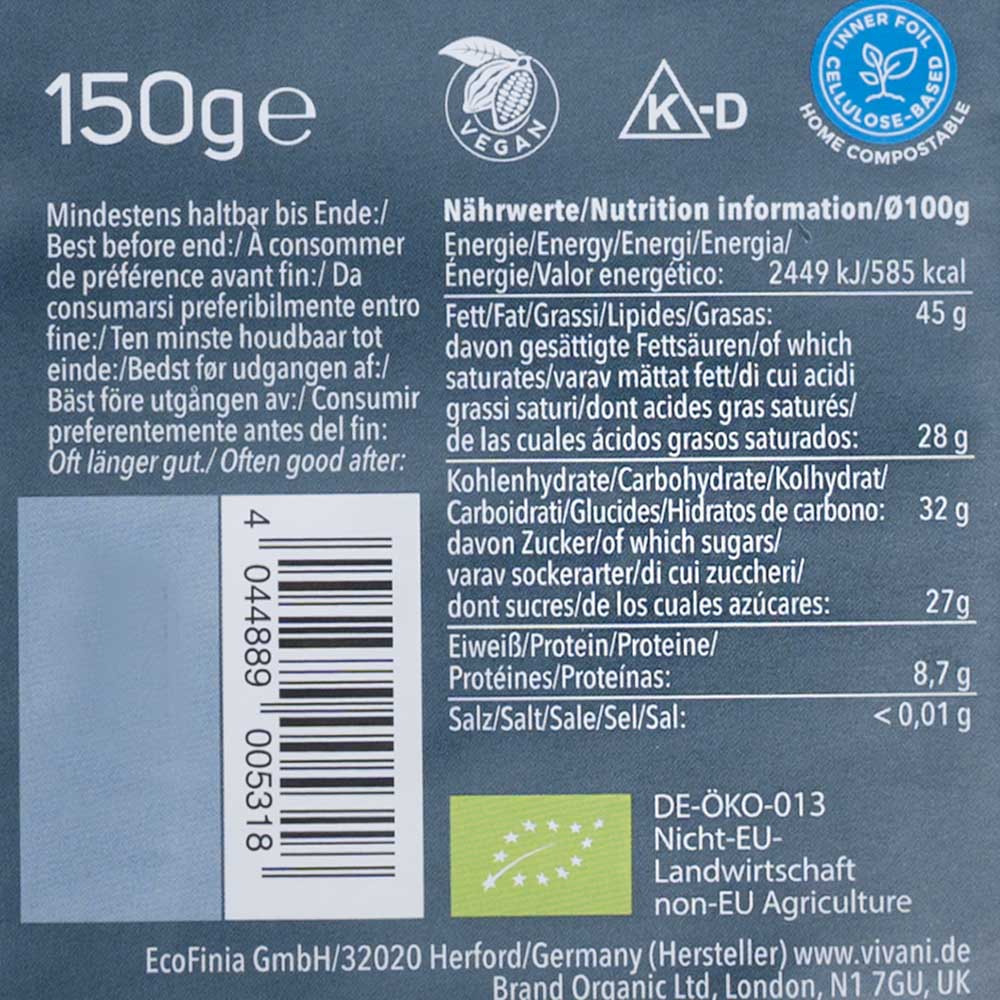 150g e
VEGAN
K-D
INNER FOIL
CELLULOSE-BASED
HOME COMPOSTABLE
Mindestens haltbar bis Ende:/
Best before end:/ À consommer
de préférence avant fin:/ Da
consumarsi preferibilmente entro
fine:/ Ten minste houdbaar tot
einde:/Bedst før udgangen af:/
Bäst före utgången av:/ Consumir
preferentemente antes del fin:
Oft länger gut./ Often good after:
4 044889 005318
Nährwerte/Nutrition information/Ø100g
Energie/Energy/Energi/Energia/
Énergie/Valor energético: 2449 kJ/585 kcal
Fett/Fat/Grassi/Lipides/Grasas: 45 g
davon gesättigte Fettsäuren/of which
saturates/varav mättat fett/di cui acidi
grassi saturi/dont acides gras saturés/
de las cuales ácidos grasos saturados: 28 g
Kohlenhydrate/Carbohydrate/Kolhydrat/
Carboidrati/Glucides/Hidratos de carbono: 32 g
davon Zucker/of which sugars/
varav sockerarter/di cui zuccheri/
dont sucres/de los cuales azúcares: 27g
Eiweiß/Protein/Proteine/
Protéines/Proteínas: 8,7 g
Salz/Salt/Sale/Sel/Sal: < 0,01 g
DE-ÖKO-013
Nicht-EU-
Landwirtschaft
non-EU Agriculture
EcoFinia GmbH/32020 Herford/Germany (Hersteller) www.vivani.de
Brand Organic Ltd, London, N1 7GU, UK